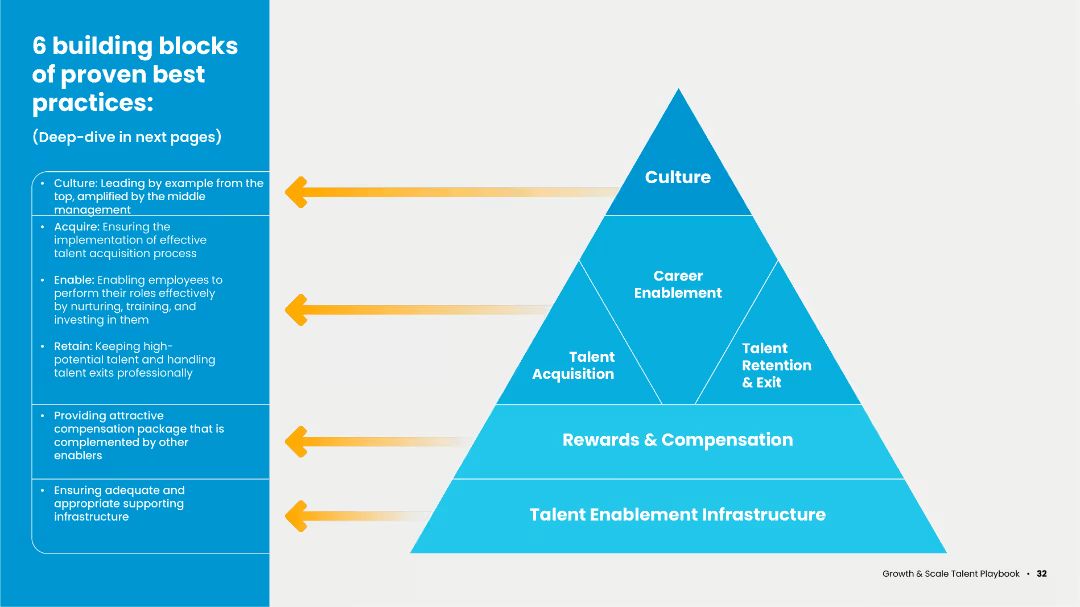 6 building blocks
of proven best
practices:
(Deep-dive in next pages)
• Culture: Leading by example from the
top, amplified by the middle
management
• Acquire: Ensuring the
implementation of effective
talent acquisition process
• Enable: Enabling employees to
perform their roles effectively
by nurturing, training, and
investing in them
• Retain: Keeping high-
potential talent and handling
talent exits professionally
• Providing attractive
compensation package that is
complemented by other
enablers
• Ensuring adequate and
appropriate supporting
infrastructure
Culture
Career
Enablement
Talent
Acquisition
Talent
Retention
& Exit
Rewards & Compensation
Talent Enablement Infrastructure
Growth & Scale Talent Playbook • 32